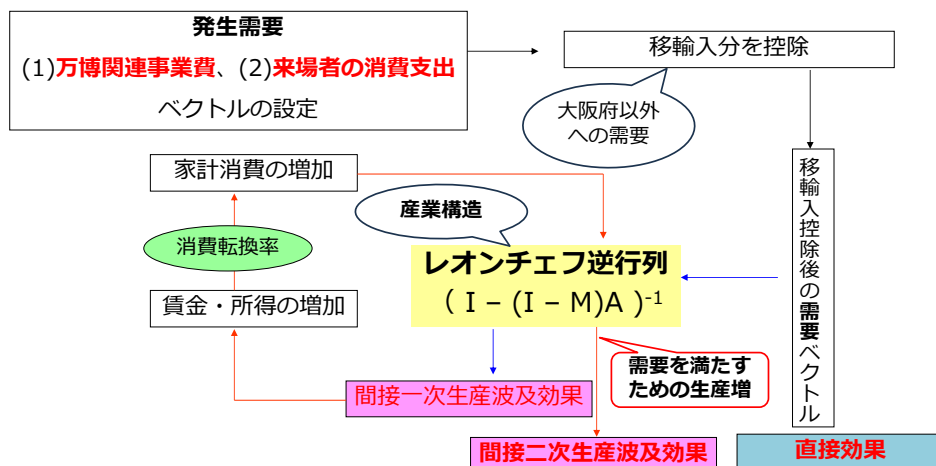 発生需要
(1)万博関連事業費、(2)来場者の消費支出
ベクトルの設定
移輸入分を控除
大阪府以外
への需要
家計消費の増加
産業構造
消費転換率
レオンチェフ逆行列
( I – (I – M)A )-1
賃金・所得の増加
移輸入控除後の需要ベクトル
需要を満たす
ための生産増
間接一次生産波及効果
間接二次生産波及効果
直接効果